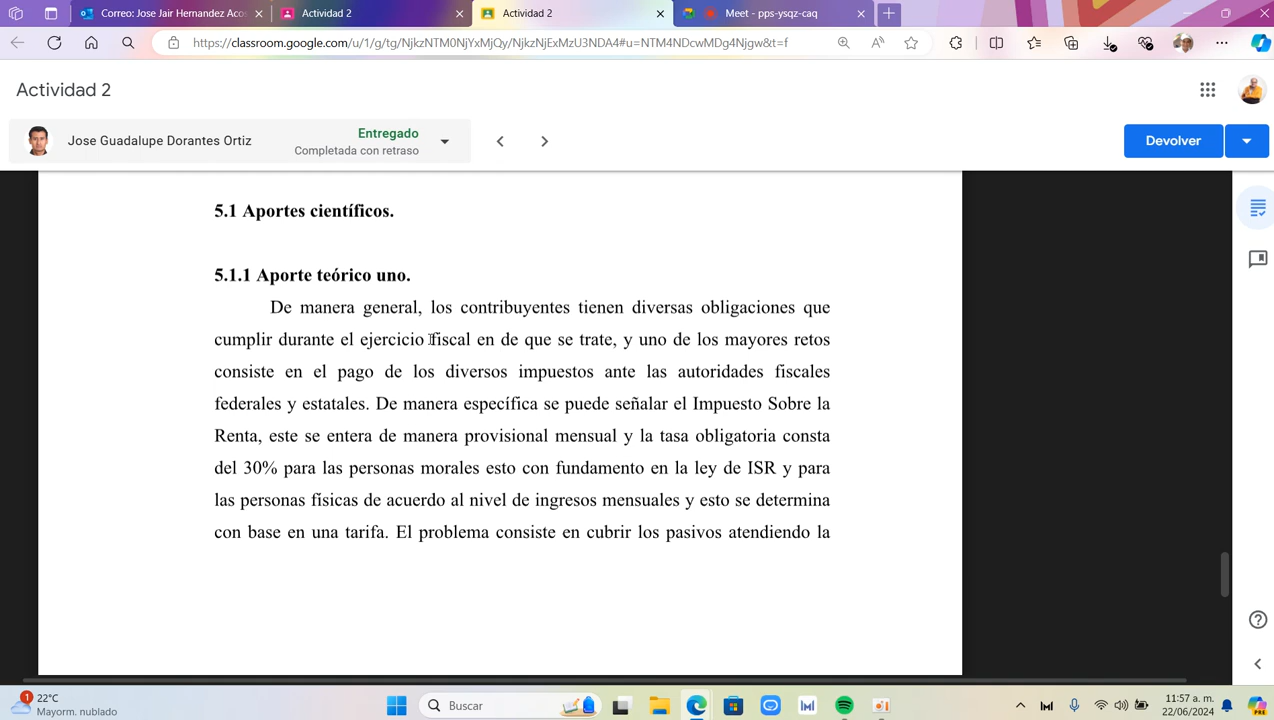 Correo: Jose Jair Hernandez Acos
Actividad 2
Actividad 2
Meet - pps-ysqz-caq
https://classroom.google.com/u/1/g/tg/NjkzNTM0NjYxMjQy/NjkzNjExMzU3NDA4#u=NTM4NDcwMDg4Njgw&t=f
Actividad 2
Jose Guadalupe Dorantes Ortiz
Entregado
Completada con retraso
Devolver
5.1 Aportes científicos.
5.1.1 Aporte teórico uno.
De manera general, los contribuyentes tienen diversas obligaciones que
cumplir durante el ejercicio fiscal en de que se trate, y uno de los mayores retos
consiste en el pago de los diversos impuestos ante las autoridades fiscales
federales y estatales. De manera específica se puede señalar el Impuesto Sobre la
Renta, este se entera de manera provisional mensual y la tasa obligatoria consta
del 30% para las personas morales esto con fundamento en la ley de ISR y para
las personas físicas de acuerdo al nivel de ingresos mensuales y esto se determina
con base en una tarifa. El problema consiste en cubrir los pasivos atendiendo la
1
22°C
Mayorm. nublado
Buscar
11:57 a. m.
22/06/2024